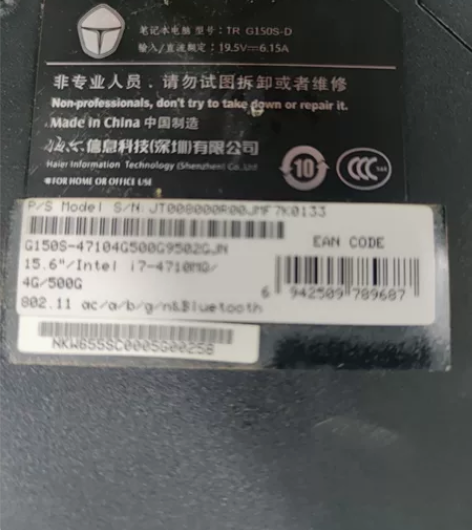 笔记本电脑 型号：TR G150S-D
输入/直流额定：19.5V⎓6.15A
非专业人员，请勿试图拆卸或者维修
Non-professionals, don't try to take down or repair it.
Made in China 中国制造
信息科技(深圳)有限公司
Haier Information Technology (Shenzhen) Co.,Ltd
10
CCC
FOR HOME OR OFFICE USE
P/S Model S/N:JT008000R00JMF7K0133
G150S-47104G500G9502GJN
EAN CODE
15.6"/Intel i7-4710MQ/
4G/500G
6 942509 789687
802.11 ac/a/b/g/n&Bluetooth
NKW655SC0005G00258